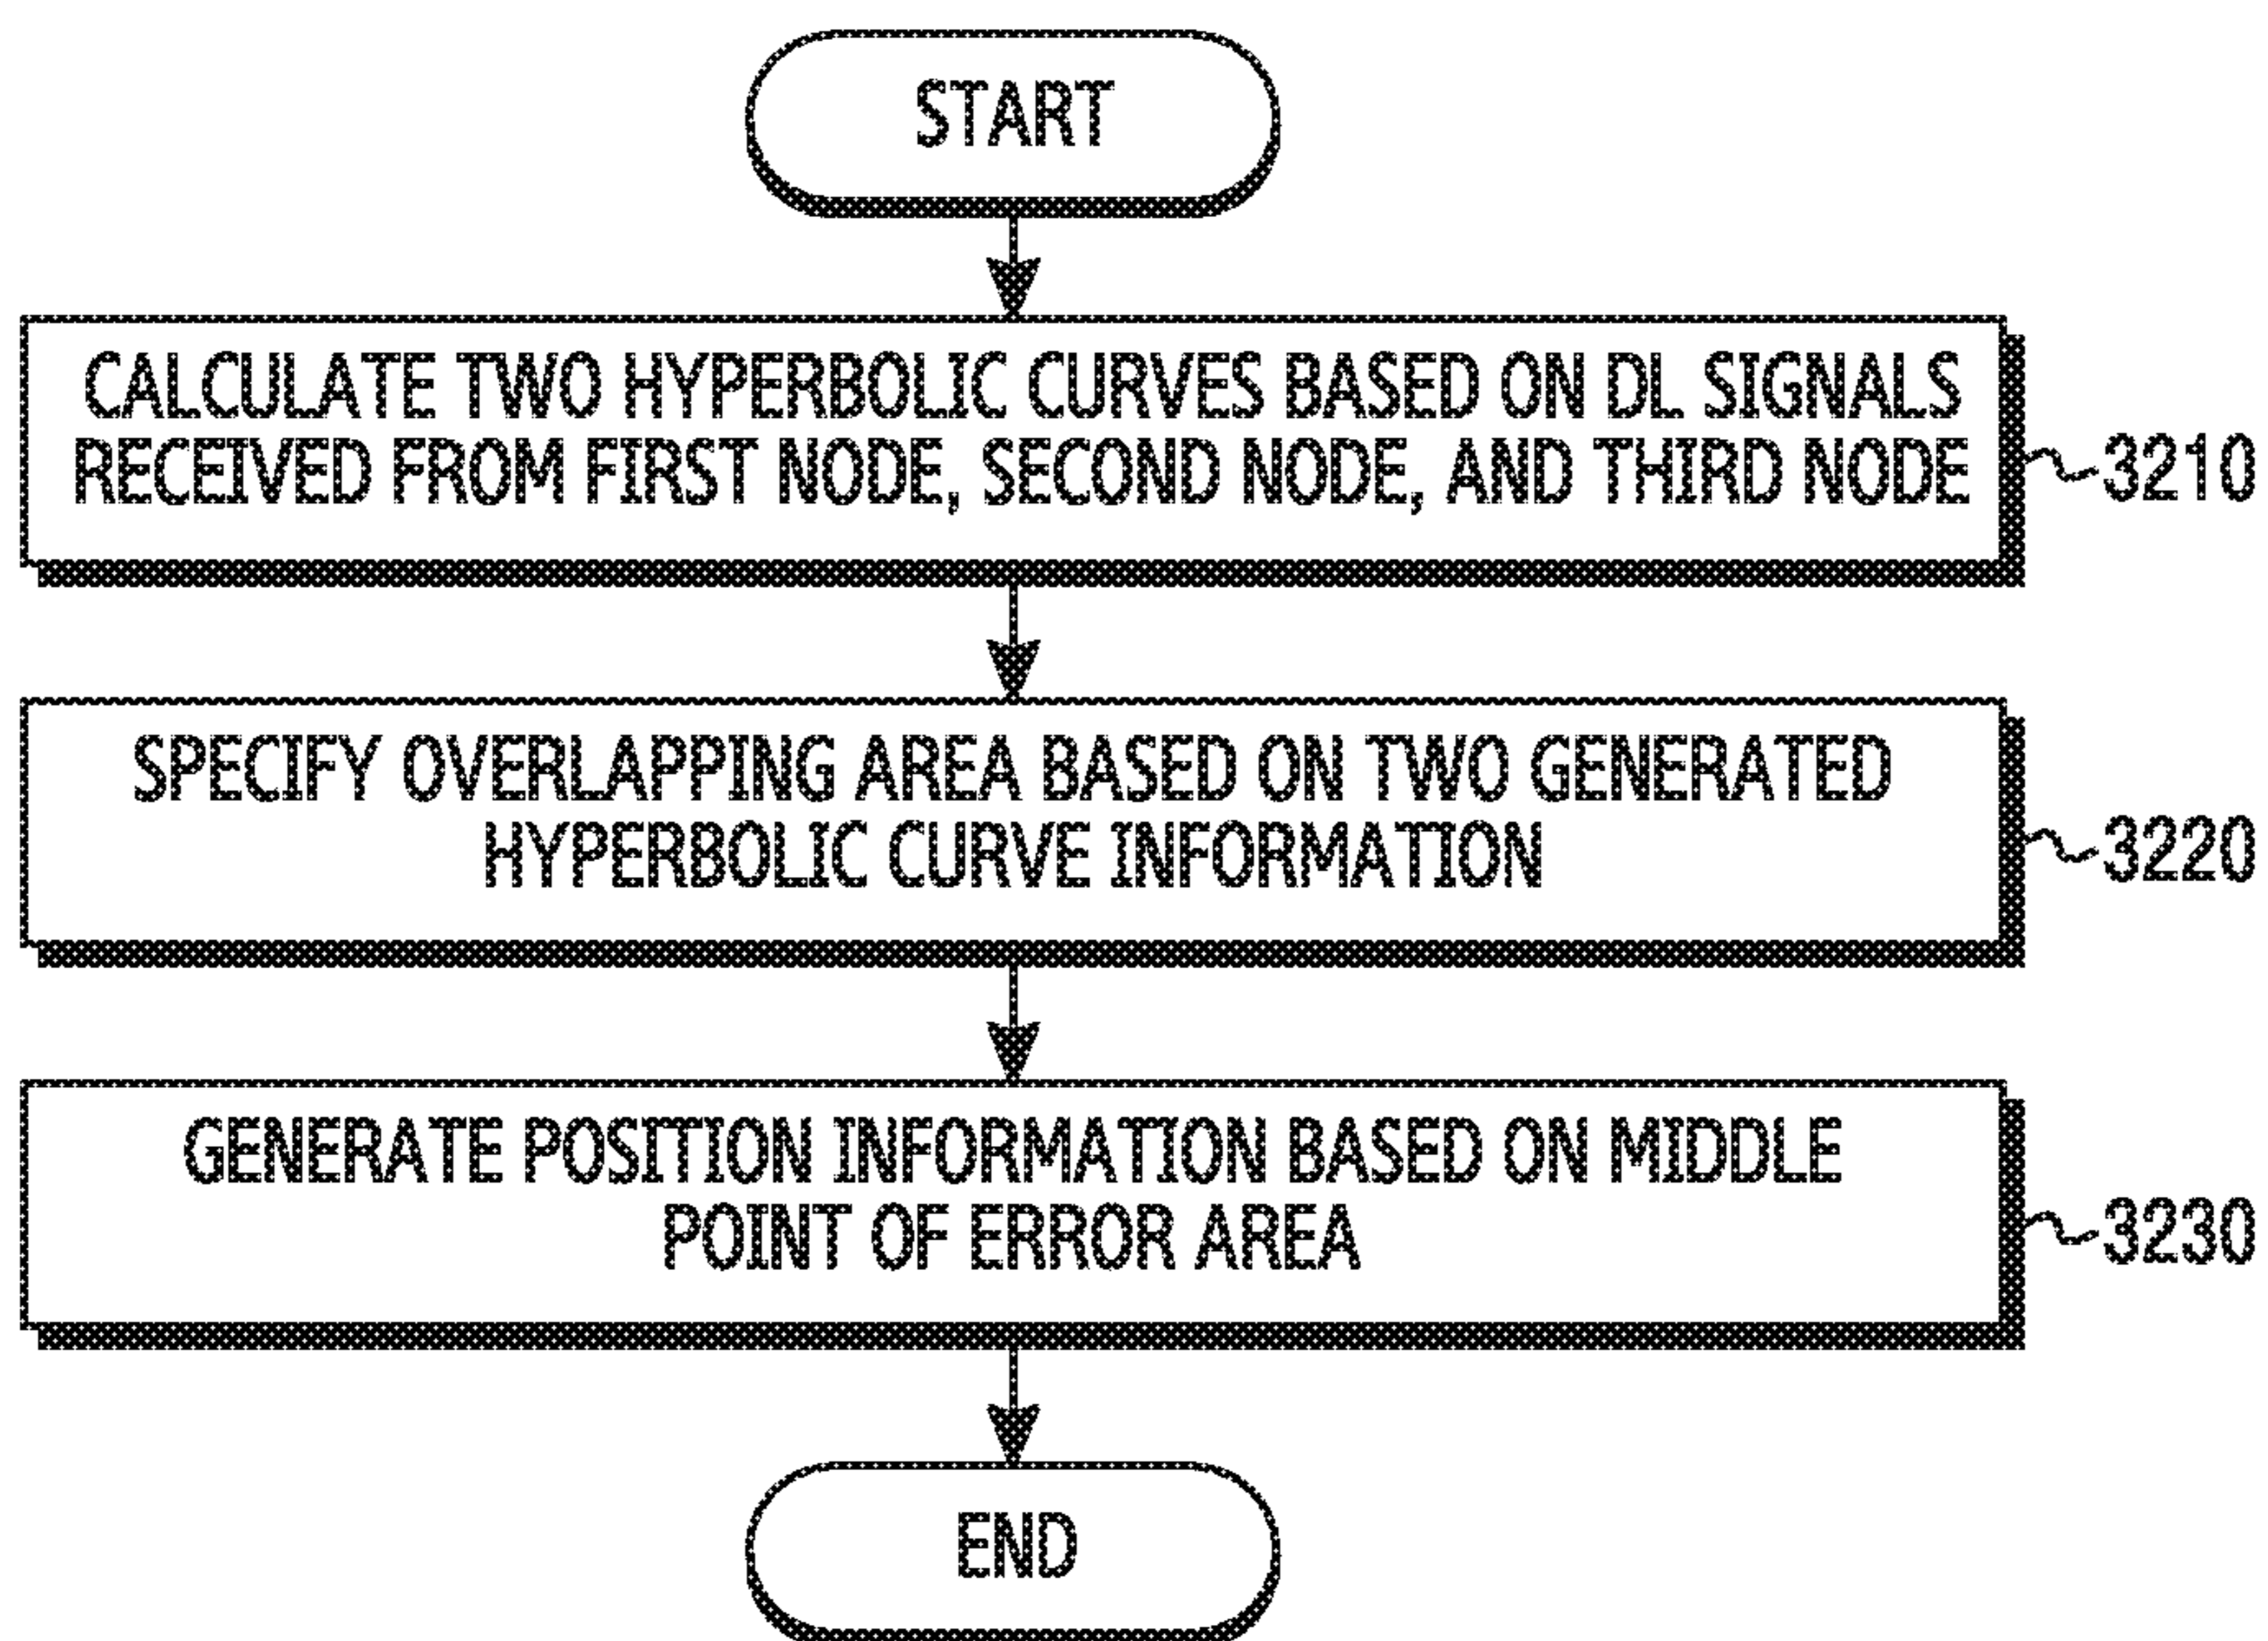 START
CALCULATE TWO HYPERBOLIC CURVES BASED ON DL SIGNALS
RECEIVED FROM FIRST NODE, SECOND NODE, AND THIRD NODE
3210
SPECIFY OVERLAPPING AREA BASED ON TWO GENERATED
HYPERBOLIC CURVE INFORMATION
3220
GENERATE POSITION INFORMATION BASED ON MIDDLE
POINT OF ERROR AREA
3230
END